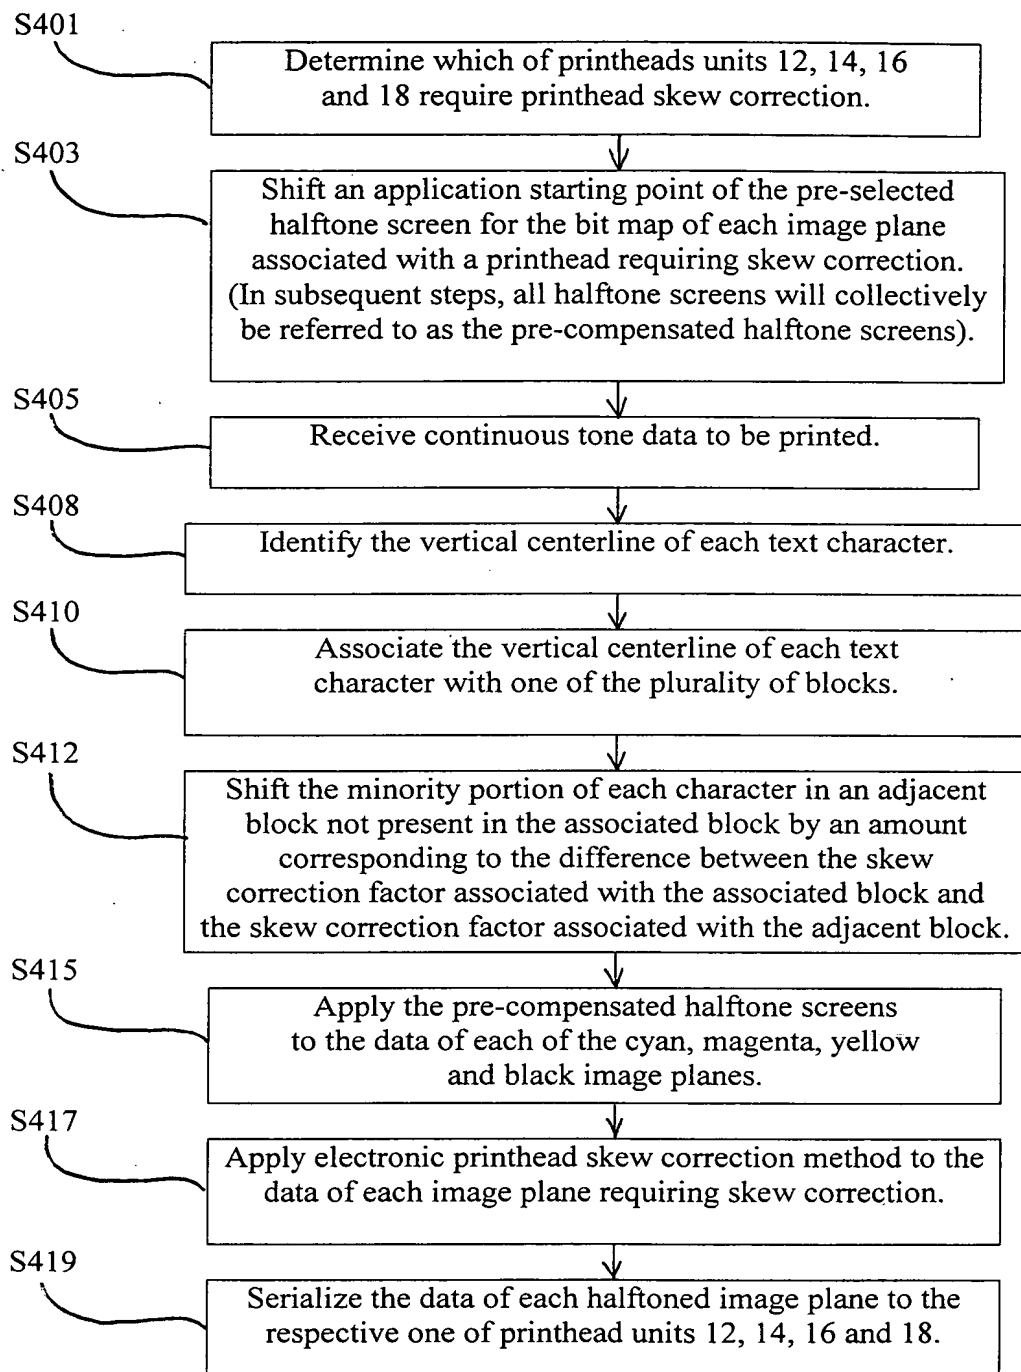 S401
Determine which of printheads units 12, 14, 16
and 18 require printhead skew correction.
S403
Shift an application starting point of the pre-selected
halftone screen for the bit map of each image plane
associated with a printhead requiring skew correction.
(In subsequent steps, all halftone screens will collectively
be referred to as the pre-compensated halftone screens).
S405
Receive continuous tone data to be printed.
S408
Identify the vertical centerline of each text character.
S410
Associate the vertical centerline of each text
character with one of the plurality of blocks.
S412
Shift the minority portion of each character in an adjacent
block not present in the associated block by an amount
corresponding to the difference between the skew
correction factor associated with the associated block and
the skew correction factor associated with the adjacent block.
S415
Apply the pre-compensated halftone screens
to the data of each of the cyan, magenta, yellow
and black image planes.
S417
Apply electronic printhead skew correction method to the
data of each image plane requiring skew correction.
S419
Serialize the data of each halftoned image plane to the
respective one of printhead units 12, 14, 16 and 18.